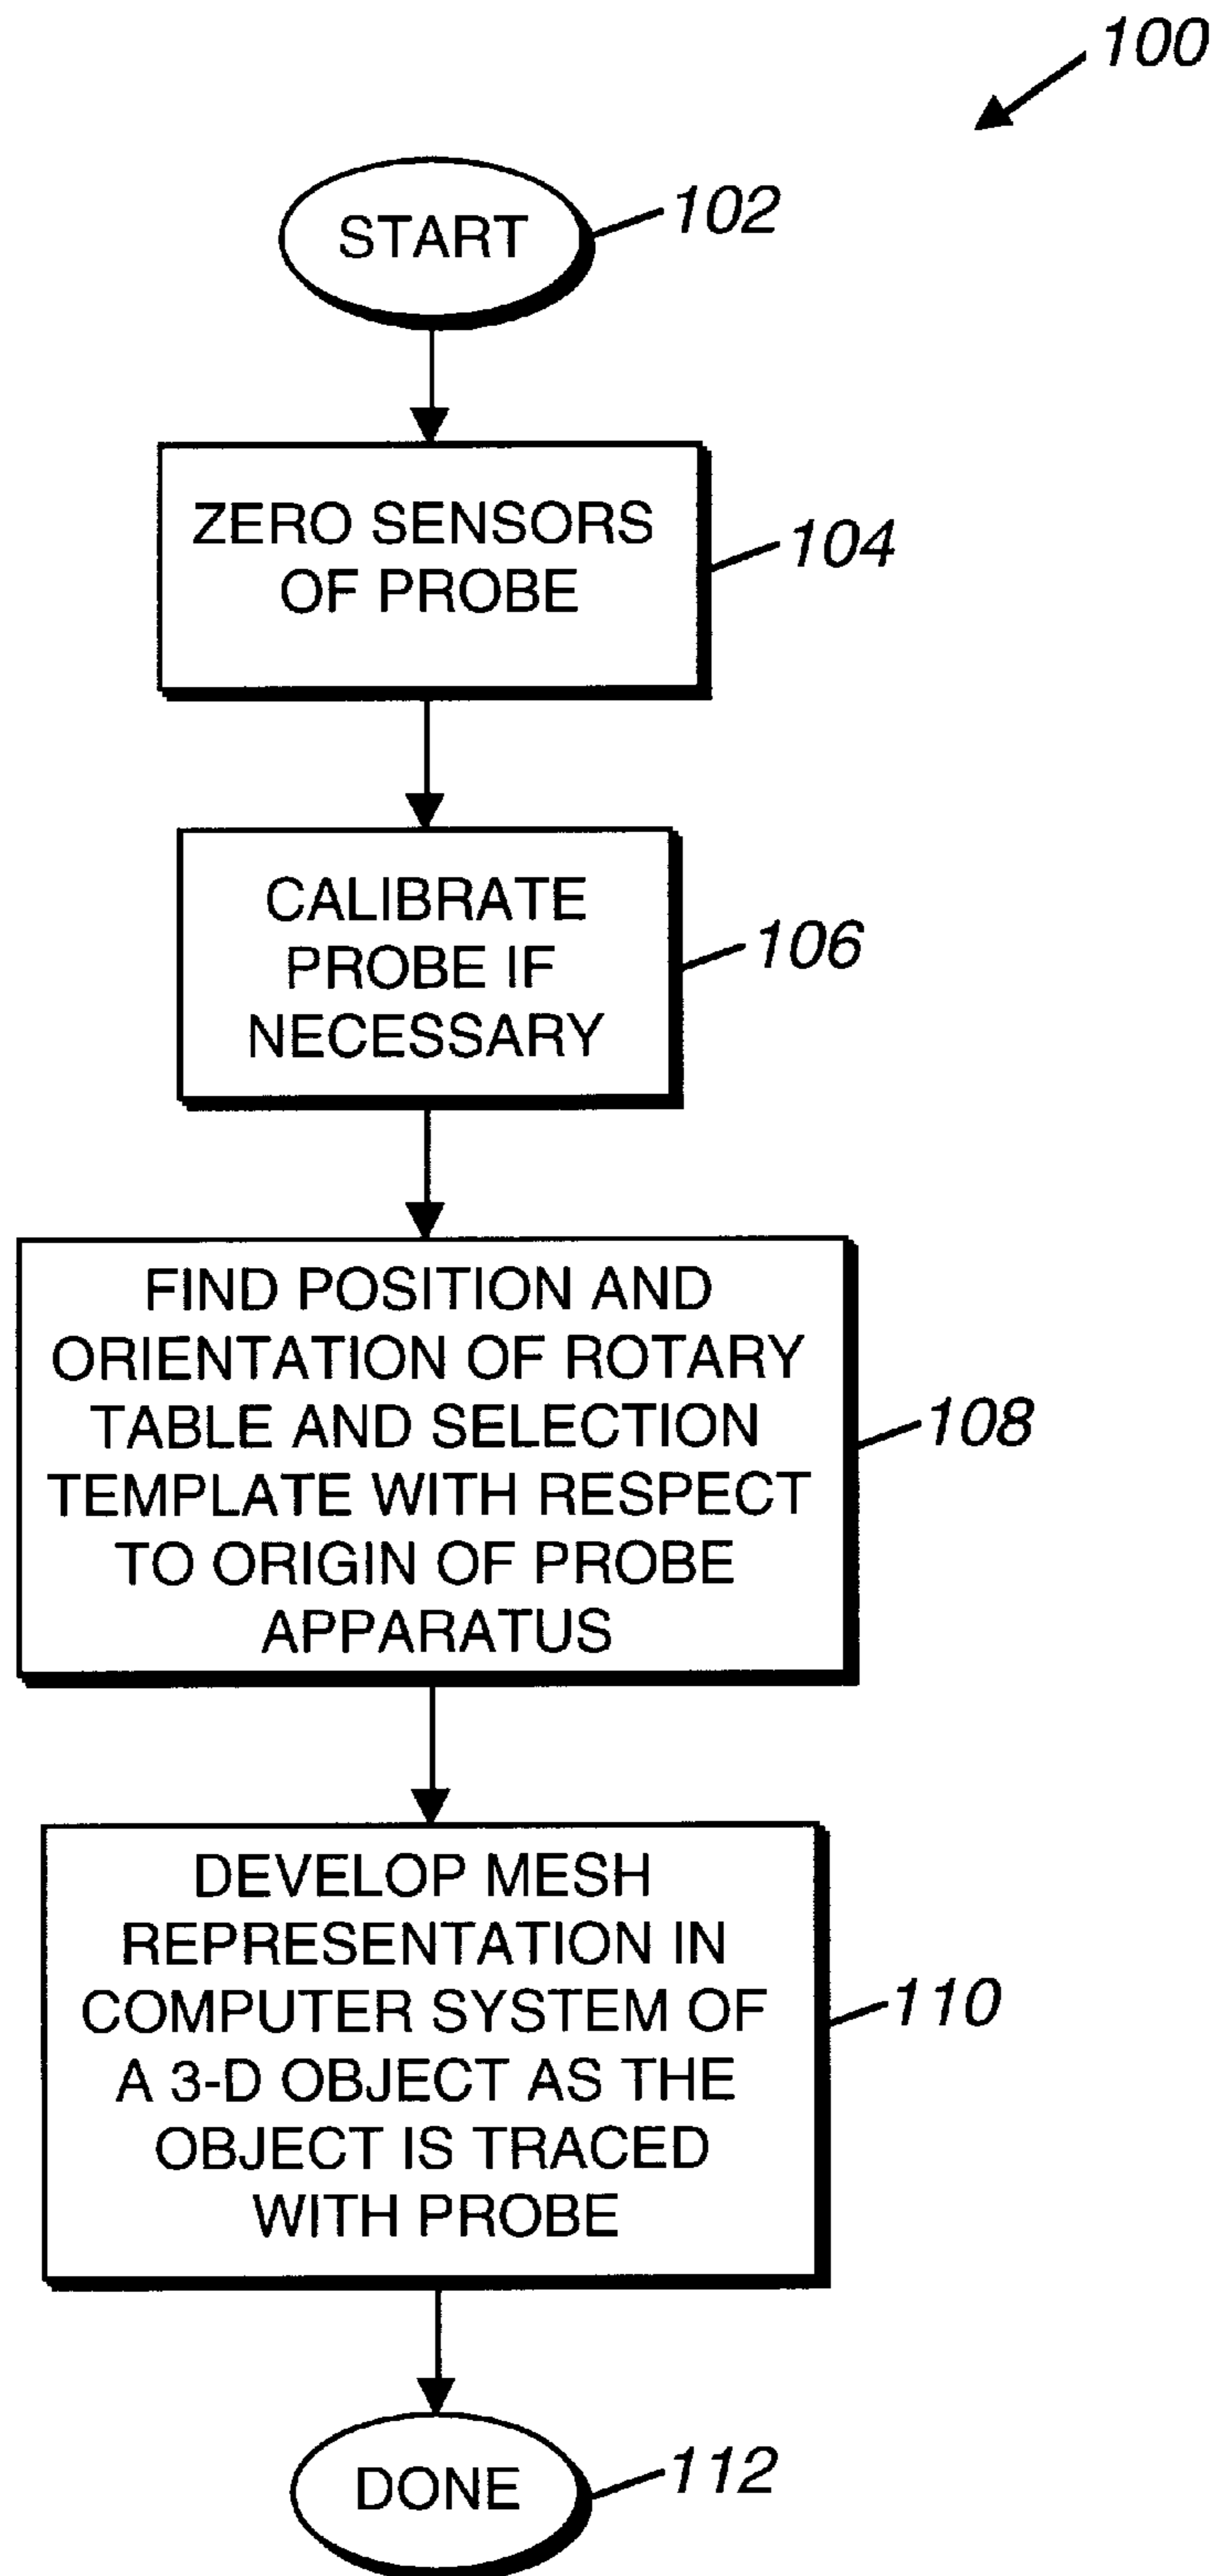 100
START
102
ZERO SENSORS
OF PROBE
104
CALIBRATE
PROBE IF
NECESSARY
106
FIND POSITION AND
ORIENTATION OF ROTARY
TABLE AND SELECTION
TEMPLATE WITH RESPECT
TO ORIGIN OF PROBE
APPARATUS
108
DEVELOP MESH
REPRESENTATION IN
COMPUTER SYSTEM OF
A 3-D OBJECT AS THE
OBJECT IS TRACED
WITH PROBE
110
DONE
112